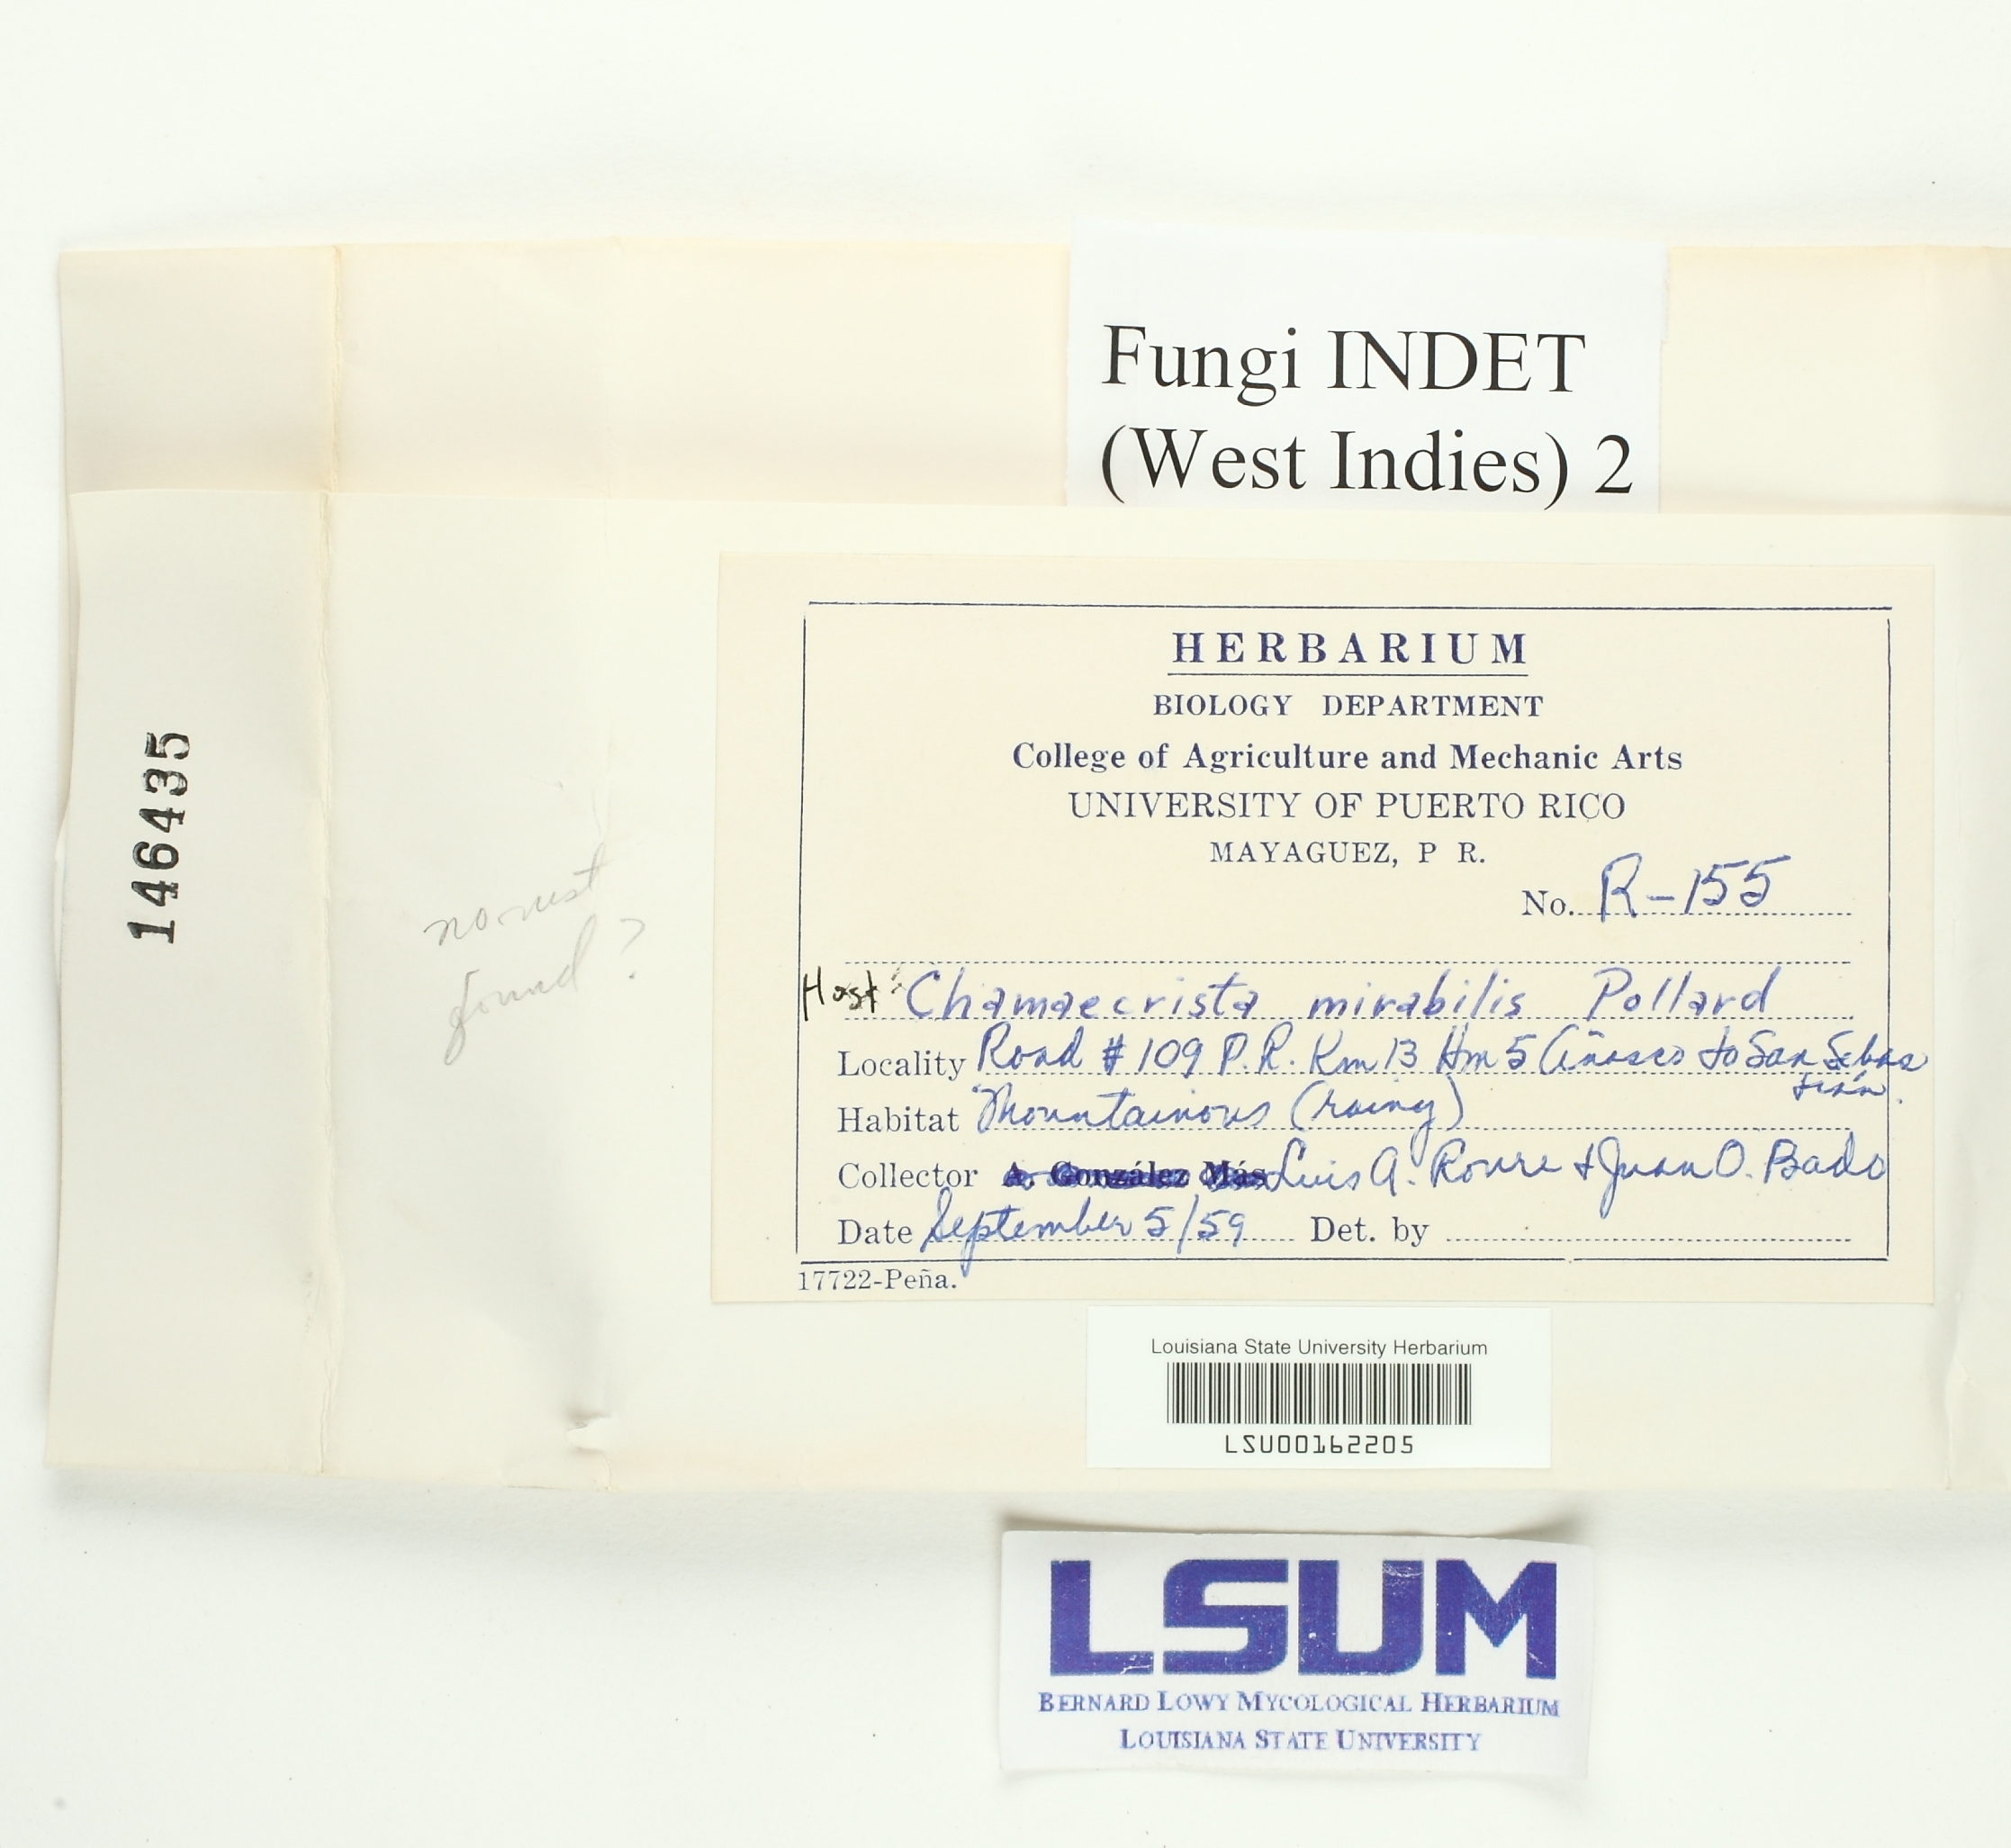 Fungi INDET
(West Indies) 2
146435
no rust
found?
HERBARIUM
BIOLOGY DEPARTMENT
College of Agriculture and Mechanic Arts
UNIVERSITY OF PUERTO RICO
MAYAGUEZ, P R.
No. R-155
Host: Chamaecrista mirabilis Pollard
Locality Road # 109 P.R. Km 13 Hm 5 Añasco to San Sebas
tián.
Habitat Mountainous (rainy)
Collector A. González Más Luis A. Roure & Juan O. Bado
Date September 5/59 Det. by
17722-Peña.
Louisiana State University Herbarium
LSU00162205
LSUM
BERNARD LOWY MYCOLOGICAL HERBARIUM
LOUISIANA STATE UNIVERSITY